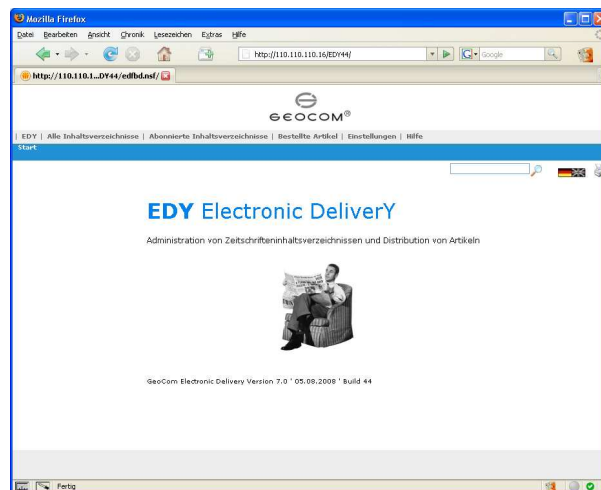 Mozilla Firefox
Datei Bearbeiten Ansicht Chronik Lesezeichen Extras Hilfe
http://110.110.110.16/EDY44/
Google
http://110.110.1...DY44/edfbd.nsf/
GEOCOM®
| EDY | Alle Inhaltsverzeichnisse | Abonnierte Inhaltsverzeichnisse | Bestellte Artikel | Einstellungen | Hilfe
Start
EDY Electronic DeliverY
Administration von Zeitschrifteninhaltsverzeichnissen und Distribution von Artikeln
GeoCom Electronic Delivery Version 7.0 ' 05.08.2008 ' Build 44
Fertig